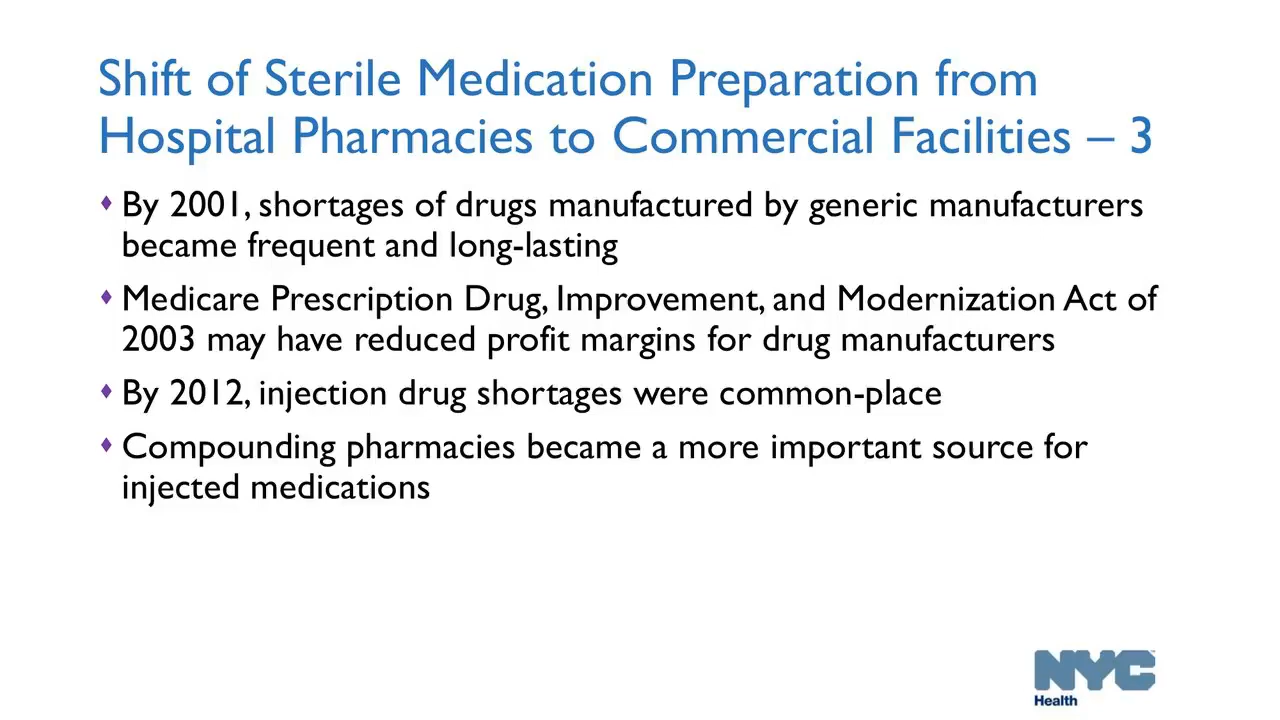 Shift of Sterile Medication Preparation from
Hospital Pharmacies to Commercial Facilities – 3
By 2001, shortages of drugs manufactured by generic manufacturers
became frequent and long-lasting
Medicare Prescription Drug, Improvement, and Modernization Act of
2003 may have reduced profit margins for drug manufacturers
By 2012, injection drug shortages were common-place
Compounding pharmacies became a more important source for
injected medications
NYC
Health